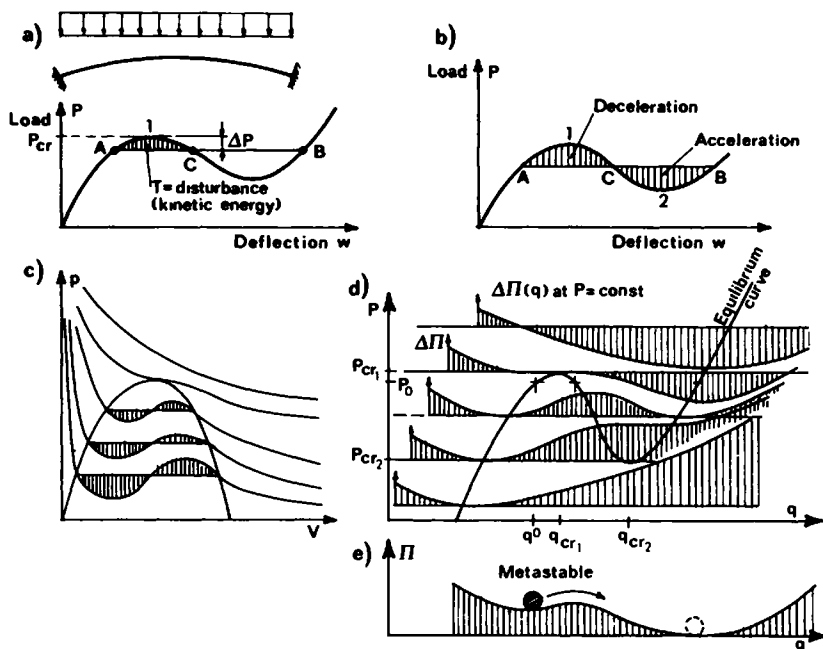 a)
Load P
Pcr
1
ΔP
A
C
B
T = disturbance
(kinetic energy)
Deflection w
b)
Load P
Deceleration
1
Acceleration
A
C
B
2
Deflection w
c)
p
V
d)
P
ΔΠ(q) at P = const
Equilibrium
curve
ΔΠ
Pcr1
P0
Pcr2
q
q0
qcr1
qcr2
e)
Π
Metastable
q